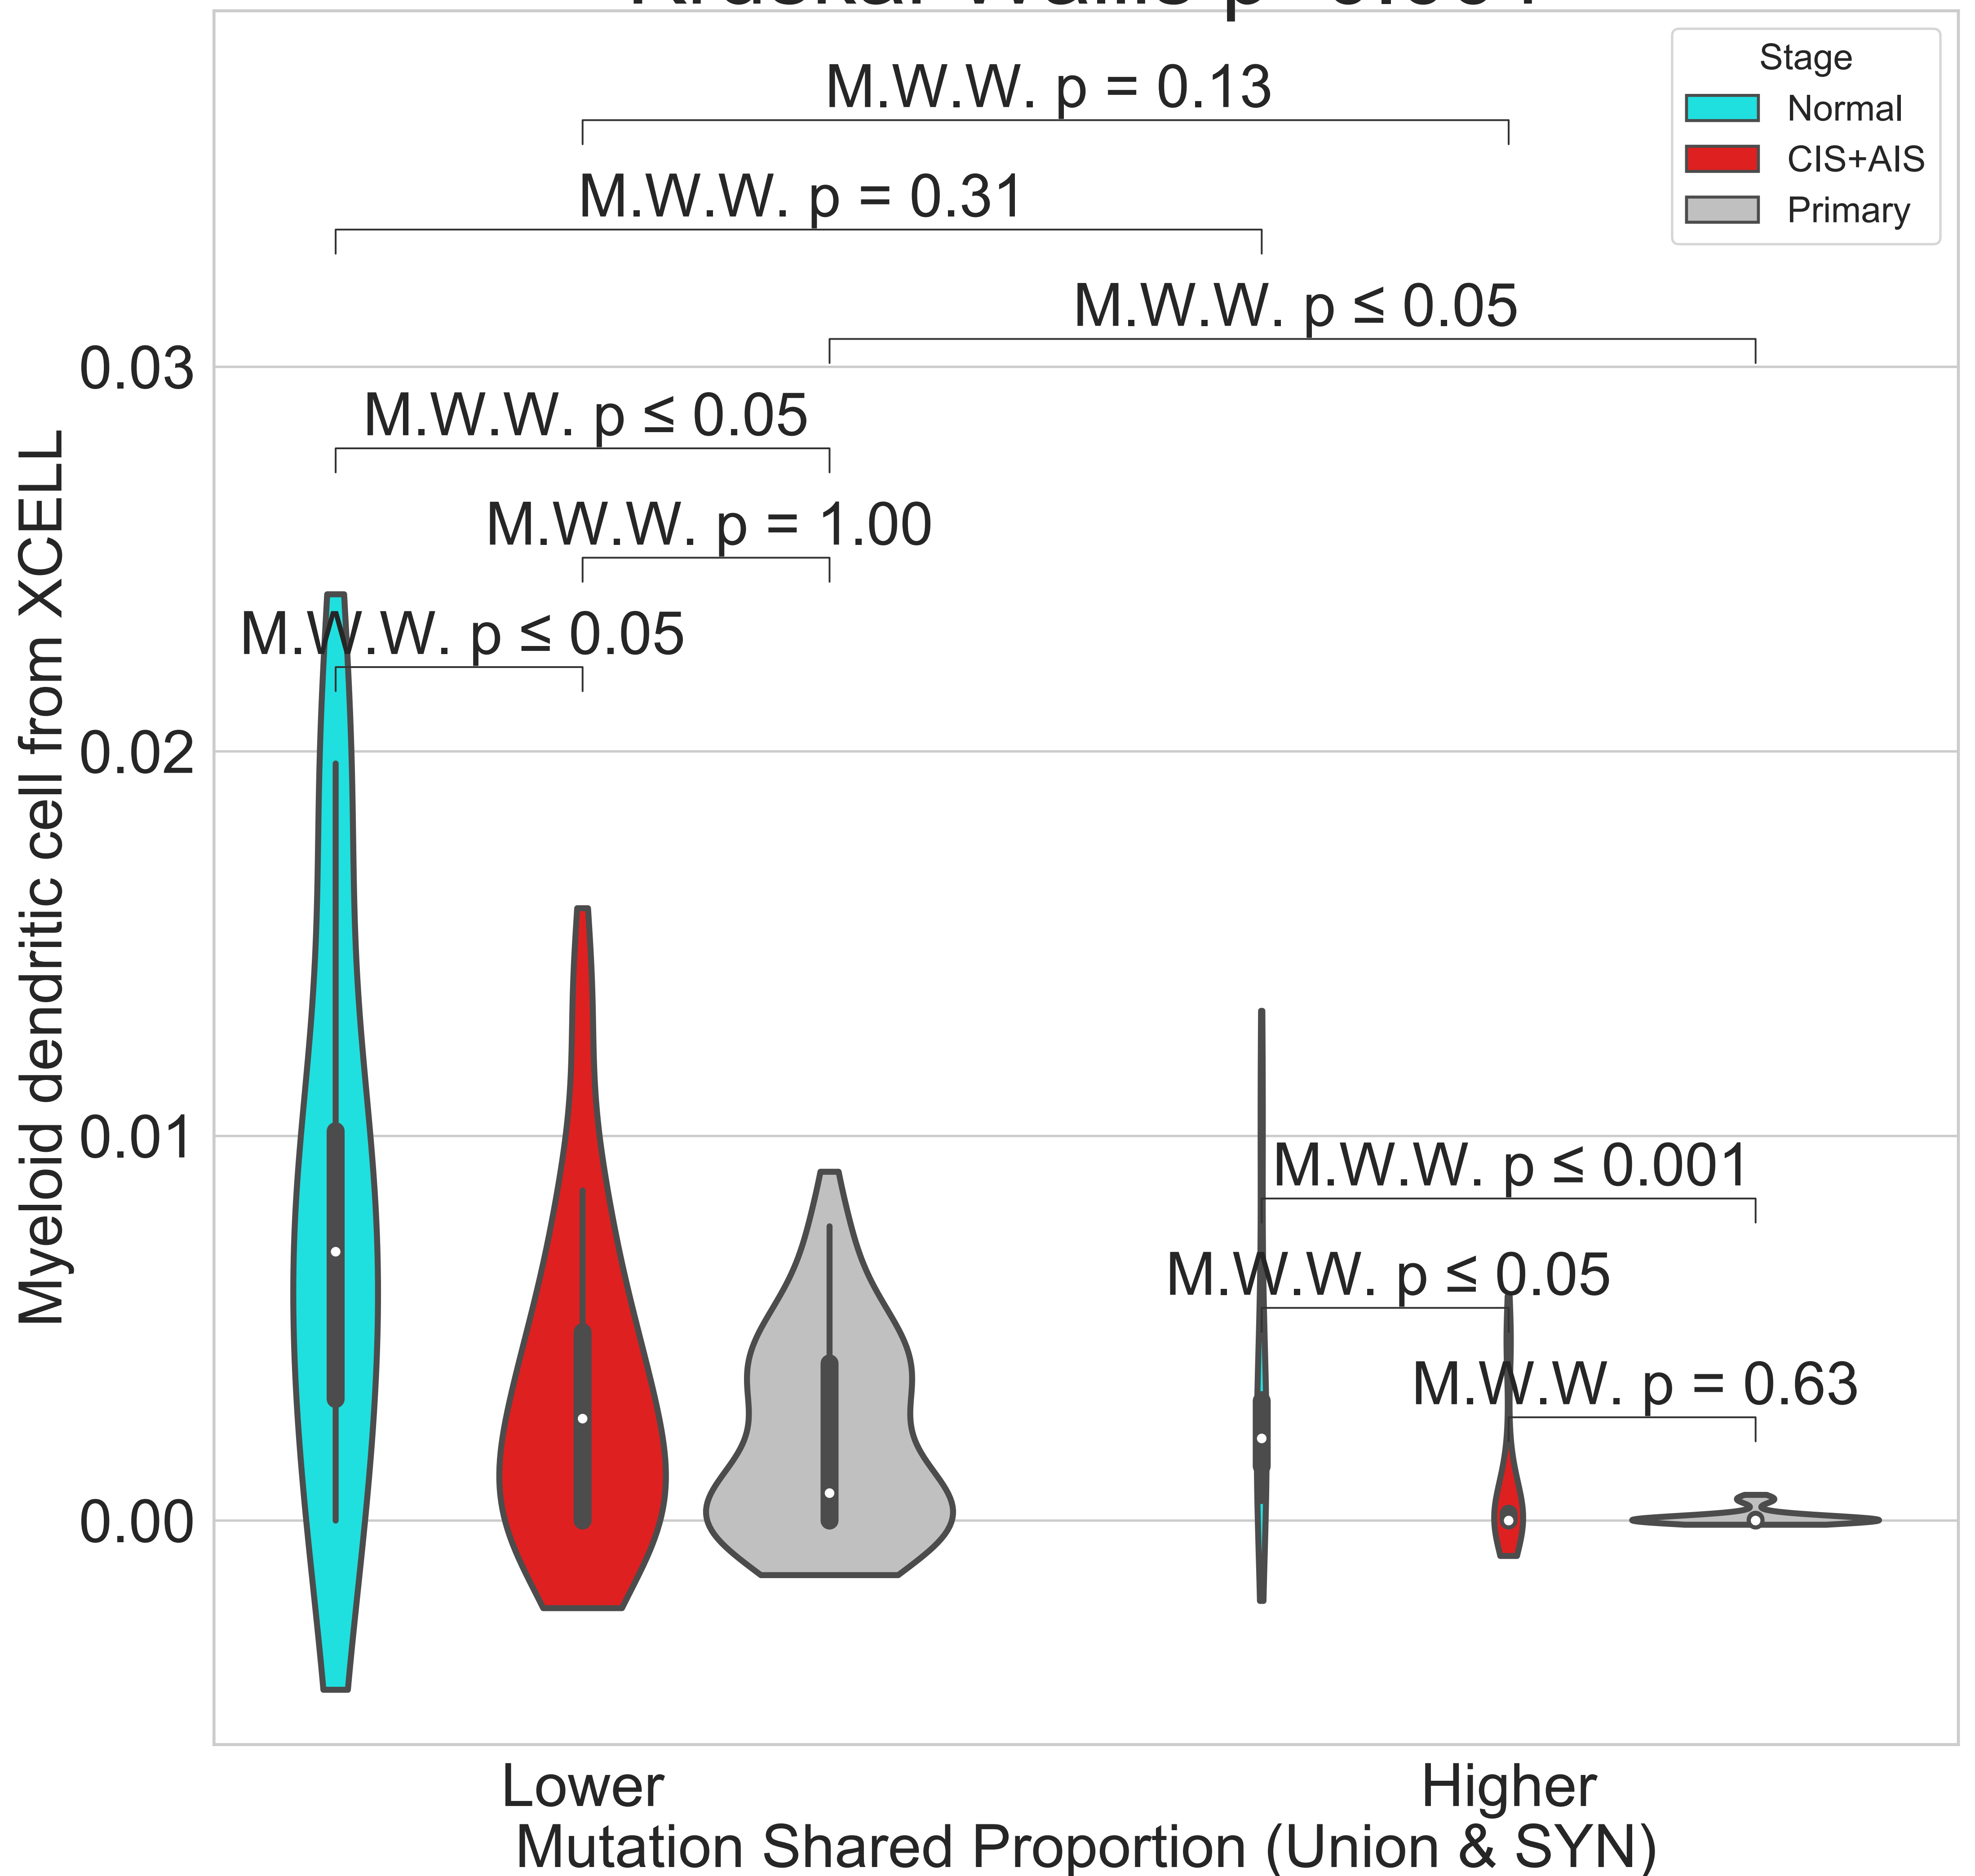 Stage
Normal
CIS+AIS
Primary
M.W.W. p = 0.13
M.W.W. p = 0.31
M.W.W. p ≤ 0.05
M.W.W. p ≤ 0.05
M.W.W. p = 1.00
M.W.W. p ≤ 0.05
M.W.W. p ≤ 0.001
M.W.W. p ≤ 0.05
M.W.W. p = 0.63
0.03
0.02
0.01
0.00
Myeloid dendritic cell from XCELL
Lower
Higher
Mutation Shared Proportion (Union & SYN)